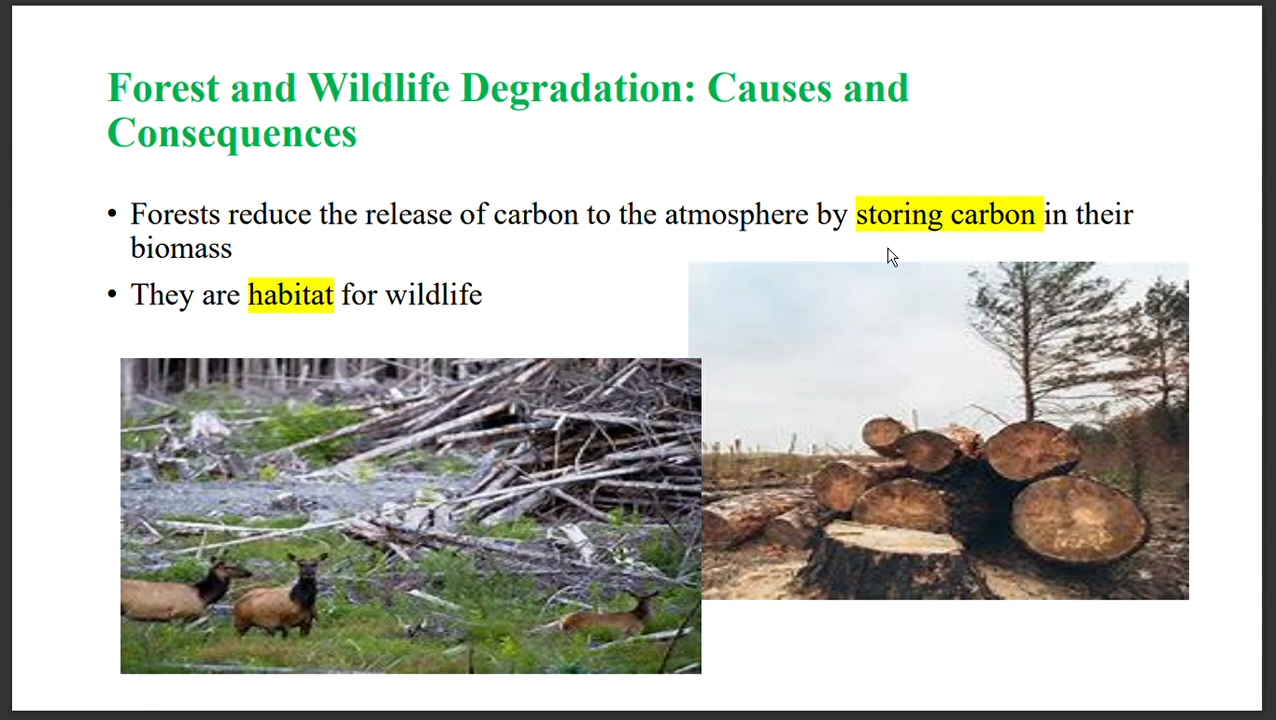 Forest and Wildlife Degradation: Causes and
Consequences
• Forests reduce the release of carbon to the atmosphere by storing carbon in their
biomass
• They are habitat for wildlife